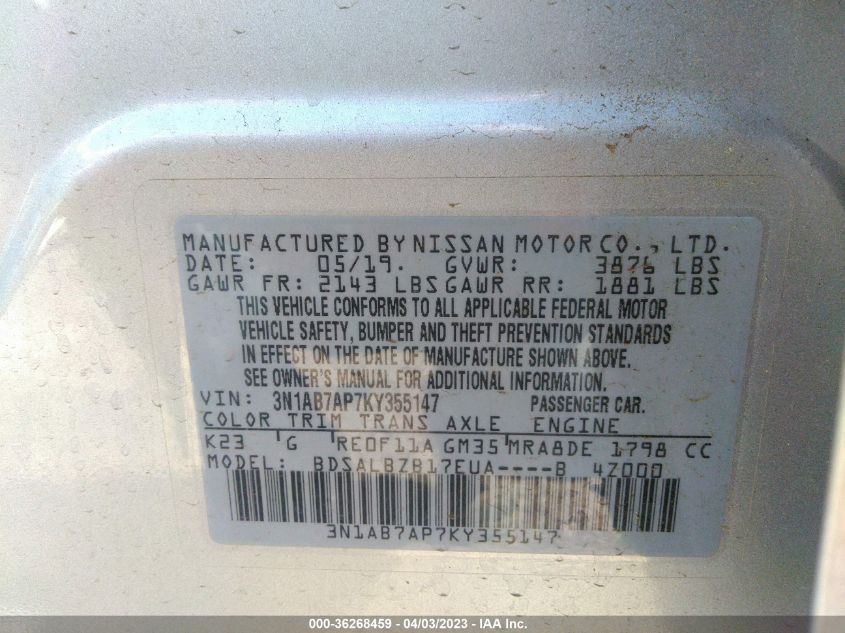 MANUFACTURED BY NISSAN MOTOR CO., LTD.
DATE: 05/19. GVWR: 3876 LBS
GAWR FR: 2143 LBS GAWR RR: 1881 LBS
THIS VEHICLE CONFORMS TO ALL APPLICABLE FEDERAL MOTOR
VEHICLE SAFETY, BUMPER AND THEFT PREVENTION STANDARDS
IN EFFECT ON THE DATE OF MANUFACTURE SHOWN ABOVE.
SEE OWNER'S MANUAL FOR ADDITIONAL INFORMATION.
VIN: 3N1AB7AP7KY355147 PASSENGER CAR.
COLOR TRIM TRANS AXLE ENGINE
K23 G RE0F11A GM35 MRA8DE 1798 CC
MODEL: BDSALBZB17EUA----B 4Z000
3N1AB7AP7KY355147
000-36268459 - 04/03/2023 - IAA Inc.